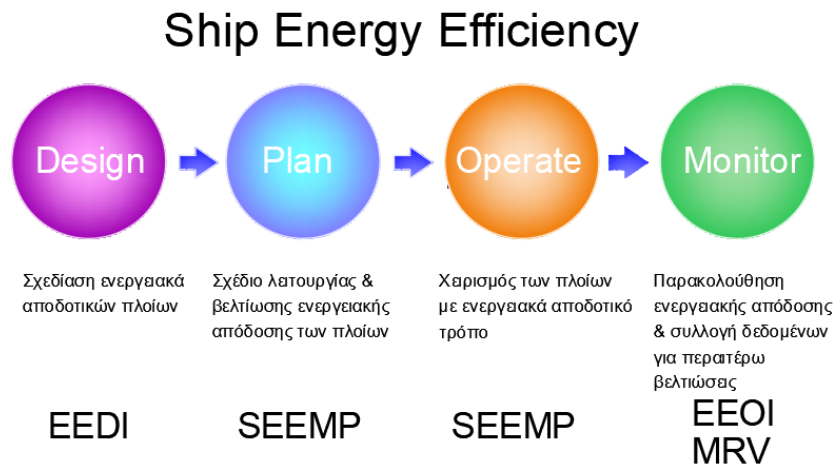 Ship Energy Efficiency
Design
Plan
Operate
Monitor
Σχεδίαση ενεργειακά
αποδοτικών πλοίων
Σχέδιο λειτουργίας &
βελτίωσης ενεργειακής
απόδοσης των πλοίων
Χειρισμός των πλοίων
με ενεργειακά αποδοτικό
τρόπο
Παρακολούθηση
ενεργειακής απόδοσης
& συλλογή δεδομένων
για περαιτέρω
βελτιώσεις
EEDI
SEEMP
SEEMP
EEOI
MRV